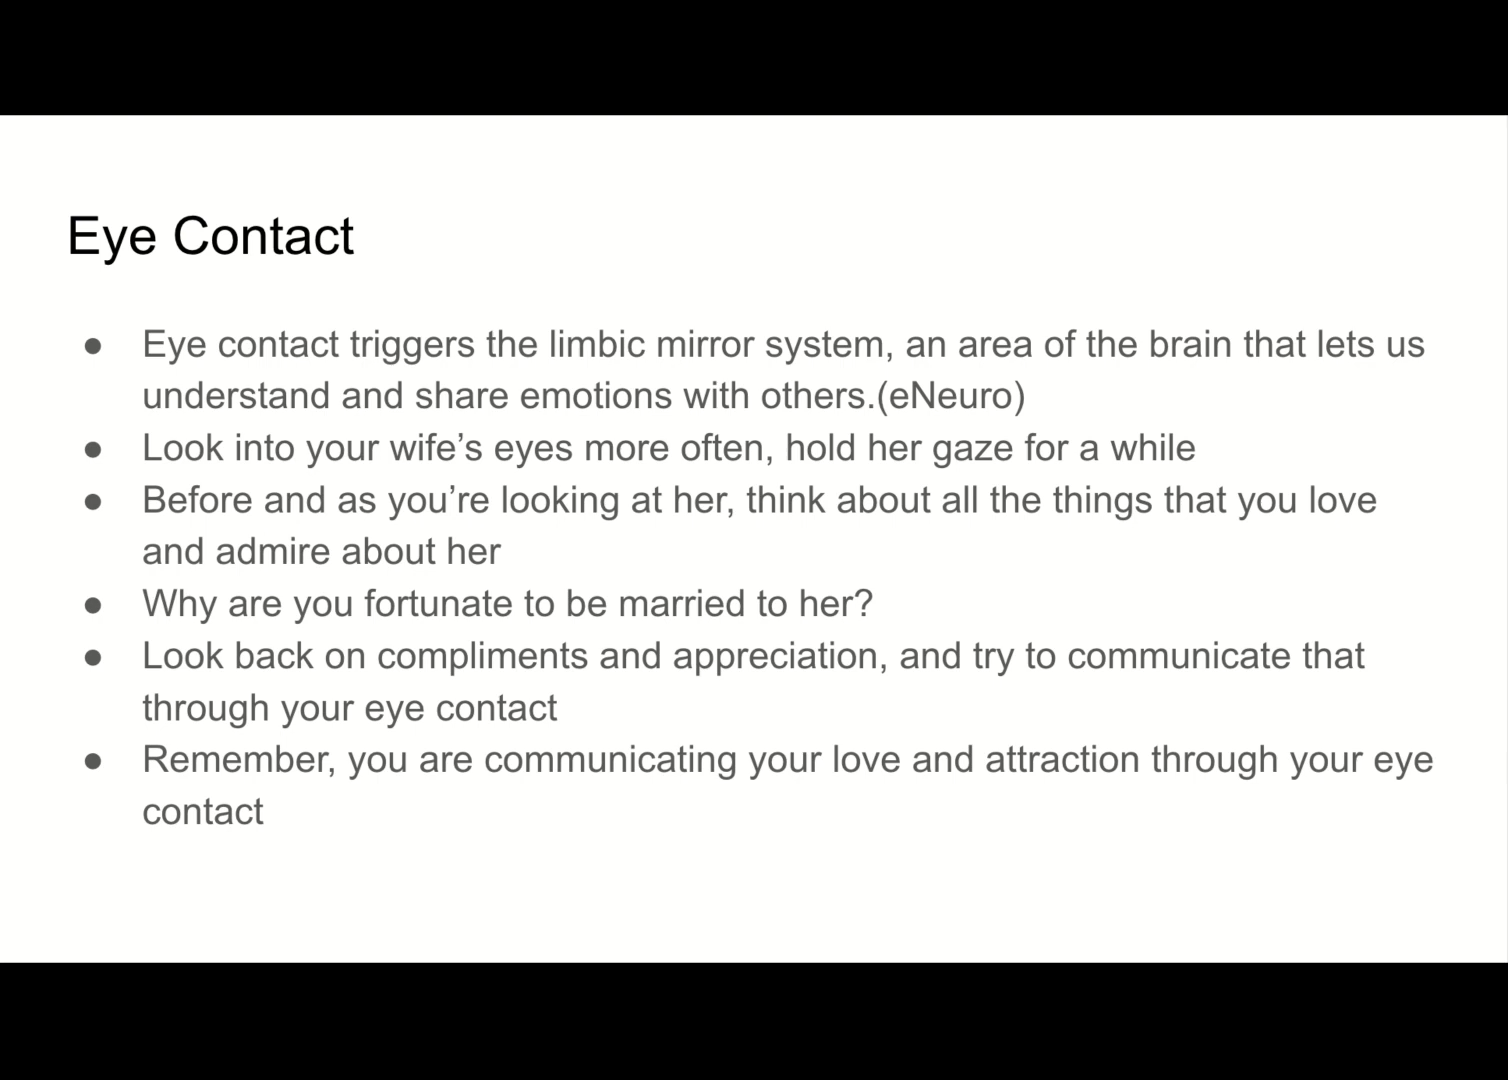 Eye Contact
● Eye contact triggers the limbic mirror system, an area of the brain that lets us
understand and share emotions with others.(eNeuro)
● Look into your wife’s eyes more often, hold her gaze for a while
● Before and as you’re looking at her, think about all the things that you love
and admire about her
● Why are you fortunate to be married to her?
● Look back on compliments and appreciation, and try to communicate that
through your eye contact
● Remember, you are communicating your love and attraction through your eye
contact